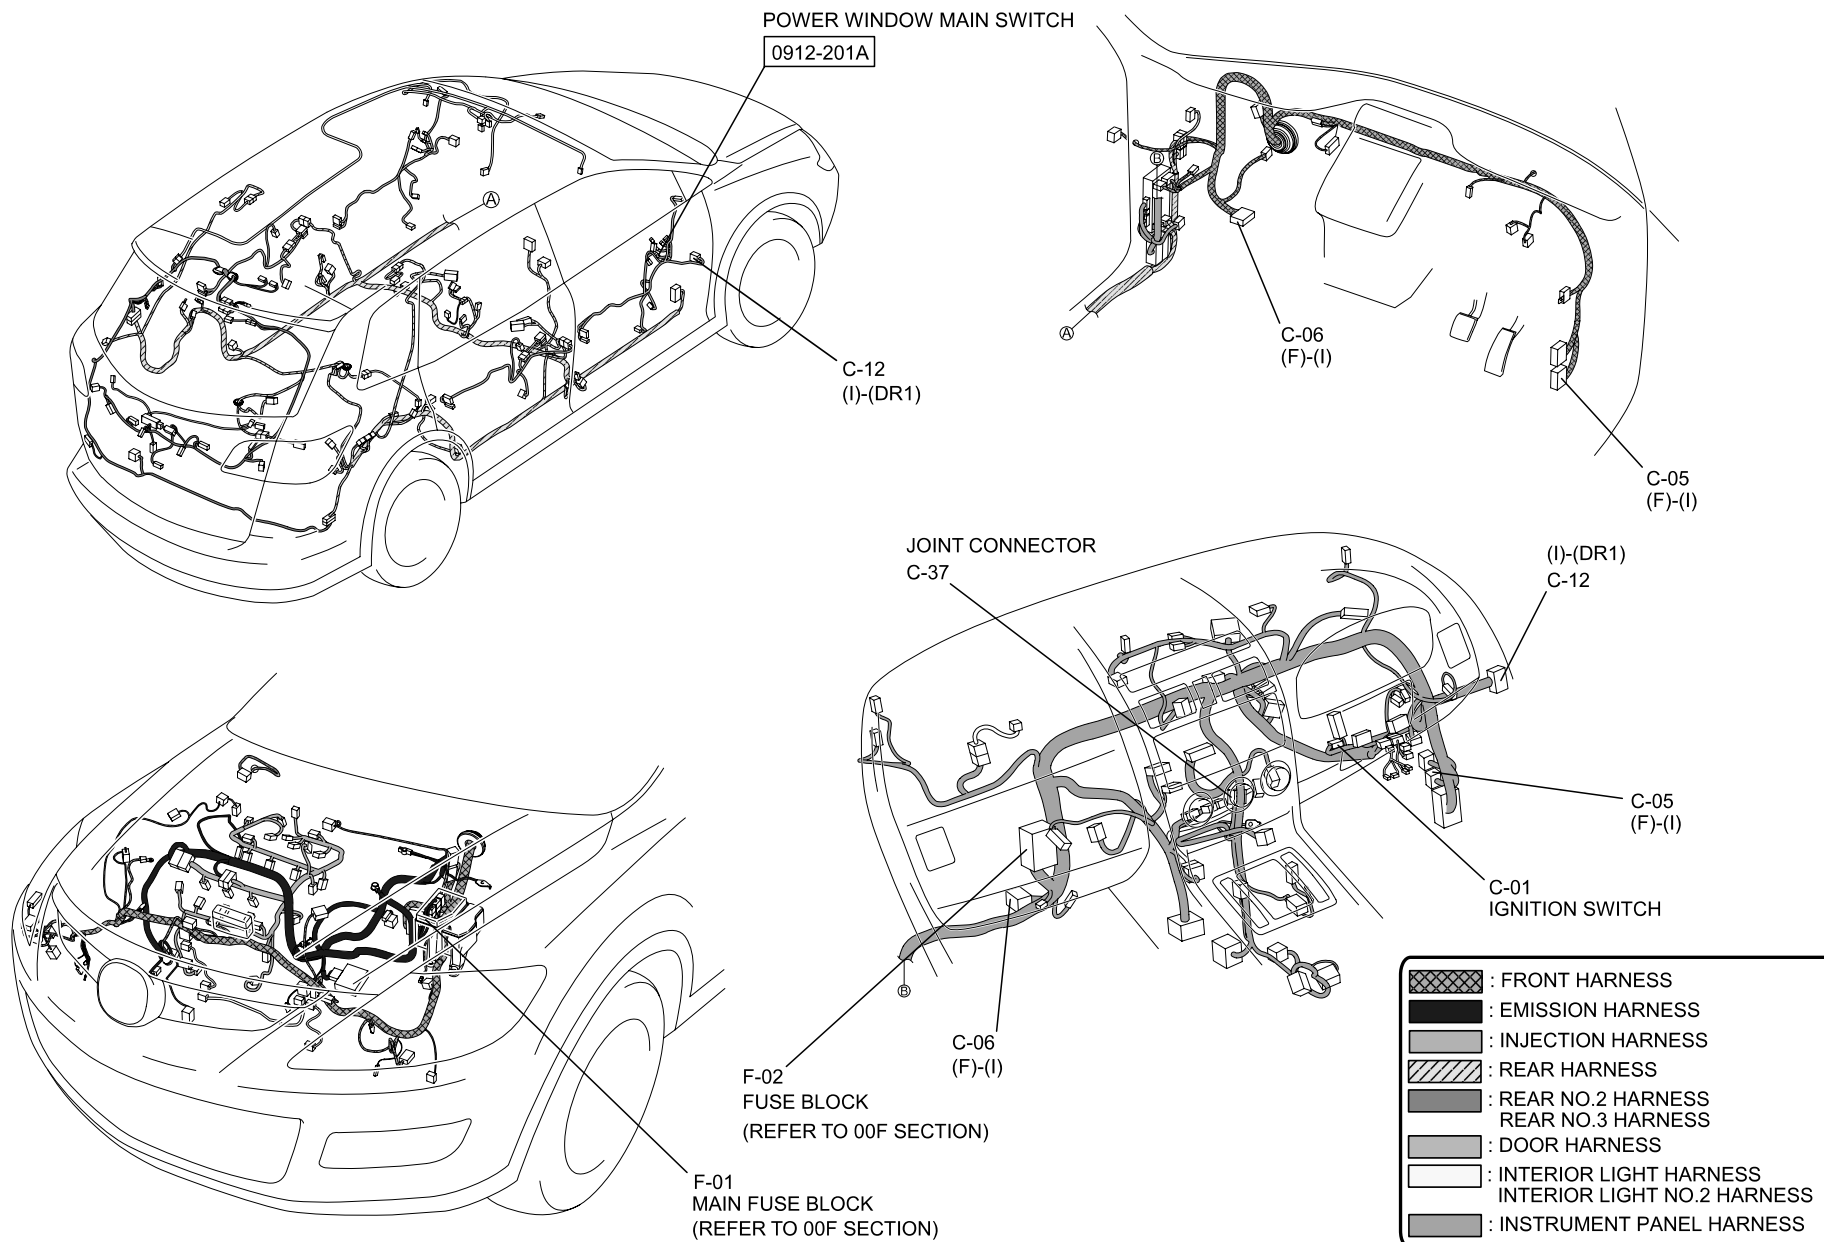 POWER WINDOW MAIN SWITCH
0912-201A
A
C-12
(I)-(DR1)
B
A
C-06
(F)-(I)
C-05
(F)-(I)
JOINT CONNECTOR
C-37
(I)-(DR1)
C-12
C-05
(F)-(I)
C-01
IGNITION SWITCH
B
C-06
(F)-(I)
F-02
FUSE BLOCK
(REFER TO 00F SECTION)
F-01
MAIN FUSE BLOCK
(REFER TO 00F SECTION)
: FRONT HARNESS
: EMISSION HARNESS
: INJECTION HARNESS
: REAR HARNESS
: REAR NO.2 HARNESS
REAR NO.3 HARNESS
: DOOR HARNESS
: INTERIOR LIGHT HARNESS
INTERIOR LIGHT NO.2 HARNESS
: INSTRUMENT PANEL HARNESS